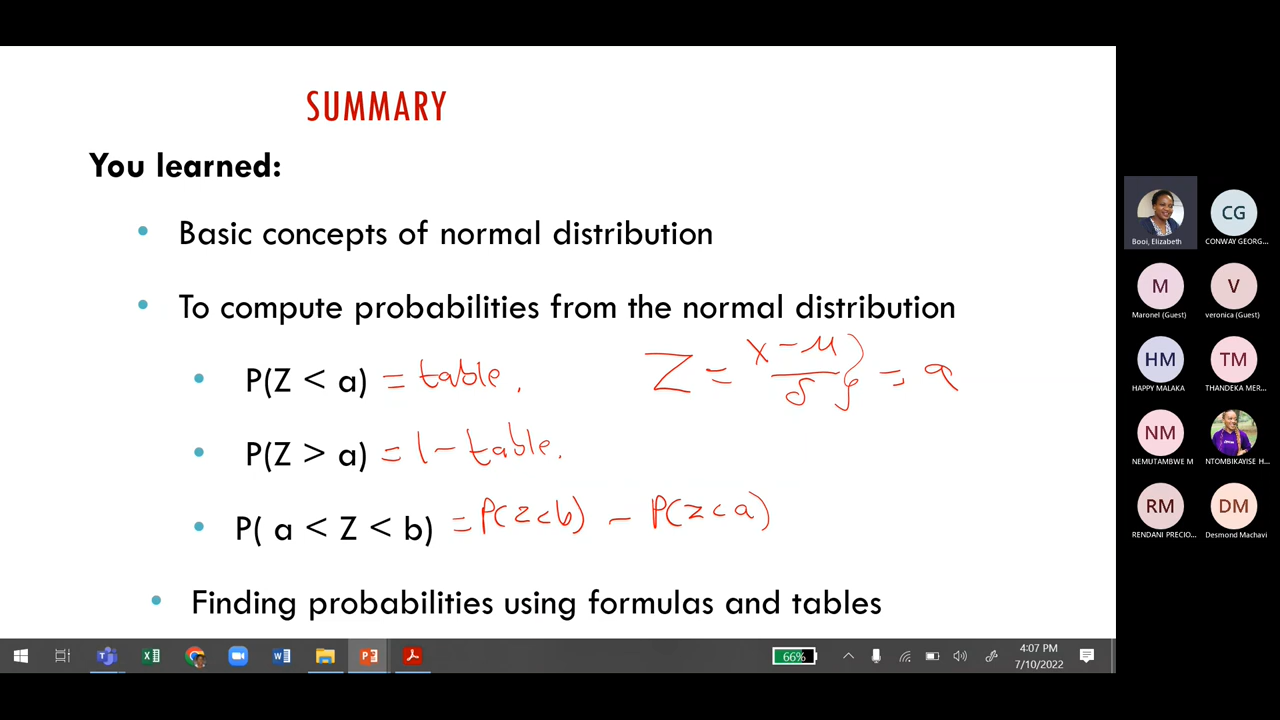 SUMMARY
You learned:
• Basic concepts of normal distribution
• To compute probabilities from the normal distribution
• P(Z < a) = table.
Z = x - μ / δ = a
• P(Z > a) = 1 - table.
• P( a < Z < b) = P(Z<b) - P(Z<a)
• Finding probabilities using formulas and tables
Booi, Elizabeth
CG
CONWAY GEORG...
M
Maronel (Guest)
V
veronica (Guest)
HM
HAPPY MALAKA
TM
THANDEKA MER...
NM
NEMUTAMBWE M
NTOMBIKAYISE H...
RM
RENDANI PRECIO...
DM
Desmond Machavi
66%
4:07 PM
7/10/2022